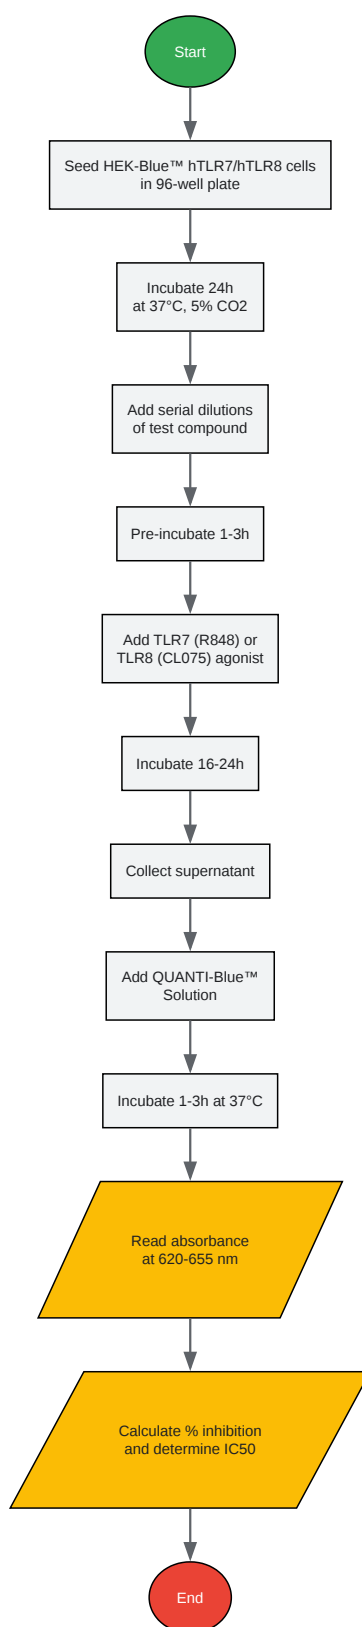 Start
Seed HEK-Blue™ hTLR7/hTLR8 cells
in 96-well plate
Incubate 24h
at 37°C, 5% CO2
Add serial dilutions
of test compound
Pre-incubate 1-3h
Add TLR7 (R848) or
TLR8 (CL075) agonist
Incubate 16-24h
Collect supernatant
Add QUANTI-Blue™
Solution
Incubate 1-3h at 37°C
Read absorbance
at 620-655 nm
Calculate % inhibition
and determine IC50
End